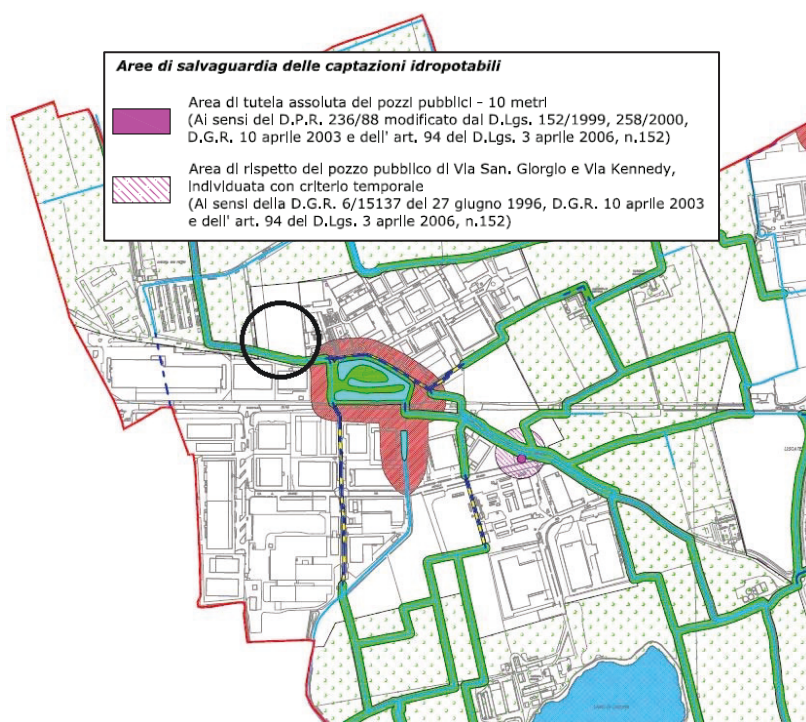 Aree di salvaguardia delle captazioni idropotabili
Area di tutela assoluta dei pozzi pubblici - 10 metri
(Ai sensi del D.P.R. 236/88 modificato dal D.Lgs. 152/1999, 258/2000,
D.G.R. 10 aprile 2003 e dell' art. 94 del D.Lgs. 3 aprile 2006, n.152)
Area di rispetto del pozzo pubblico di Via San. Giorgio e Via Kennedy,
individuata con criterio temporale
(Ai sensi della D.G.R. 6/15137 del 27 giugno 1996, D.G.R. 10 aprile 2003
e dell' art. 94 del D.Lgs. 3 aprile 2006, n.152)